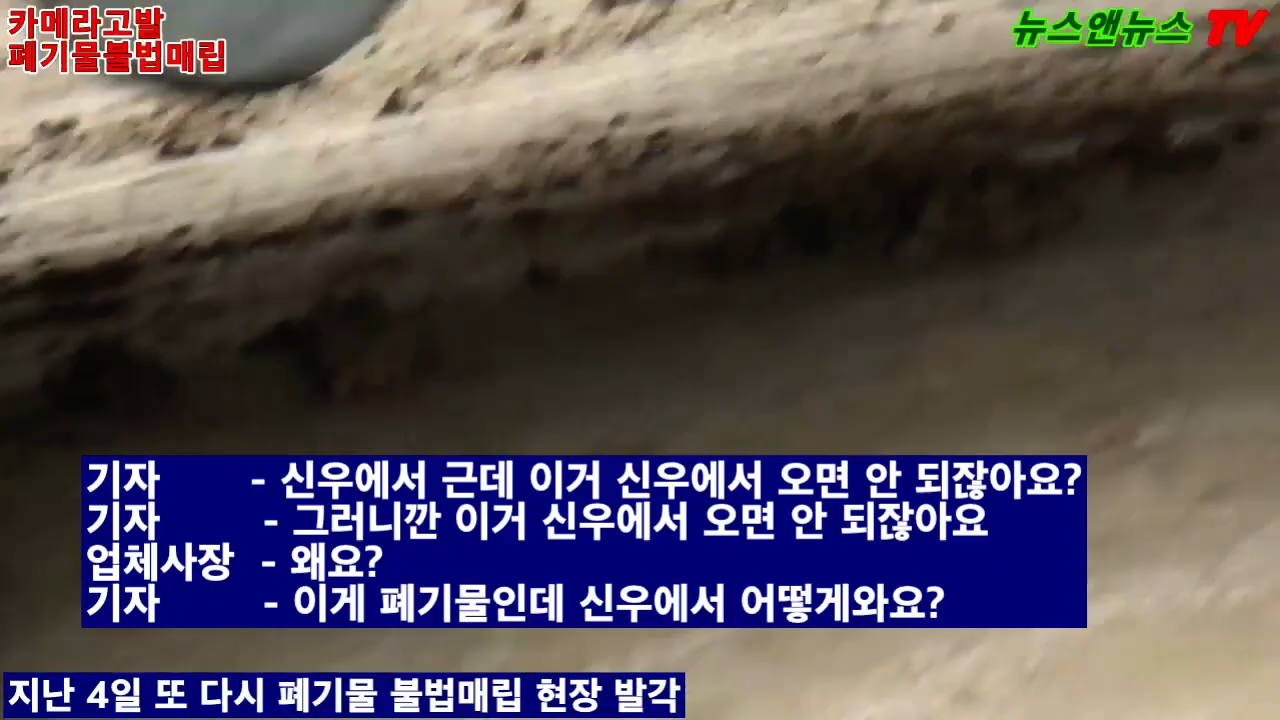 카메라고발
폐기물불법매립
뉴스앤뉴스 TV
기자 - 신우에서 근데 이거 신우에서 오면 안 되잖아요?
기자 - 그러니깐 이거 신우에서 오면 안 되잖아요
업체사장 - 왜요?
기자 - 이게 폐기물인데 신우에서 어떻게와요?
지난 4일 또 다시 폐기물 불법매립 현장 발각